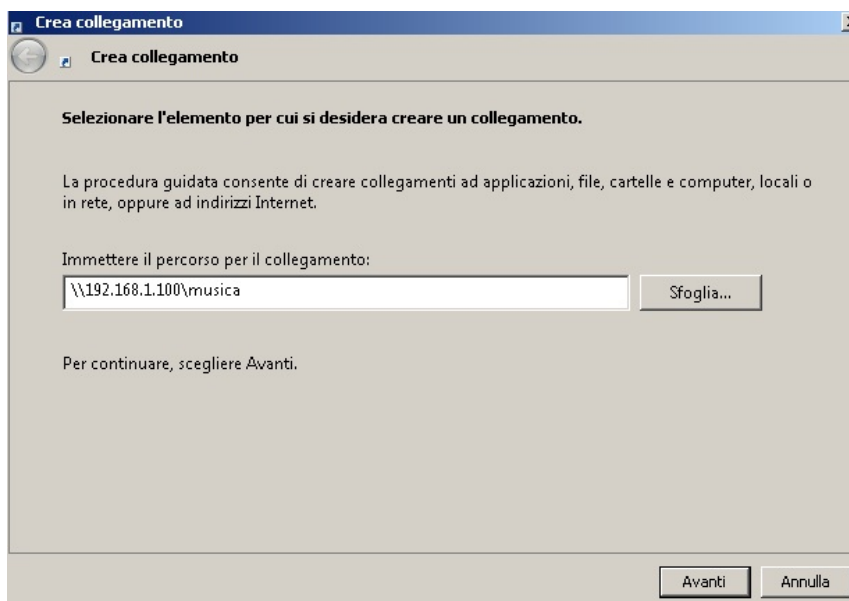 Crea collegamento
Crea collegamento
Selezionare l'elemento per cui si desidera creare un collegamento.
La procedura guidata consente di creare collegamenti ad applicazioni, file, cartelle e computer, locali o
in rete, oppure ad indirizzi Internet.
Immettere il percorso per il collegamento:
\\192.168.1.100\musica
Sfoglia...
Per continuare, scegliere Avanti.
Avanti
Annulla